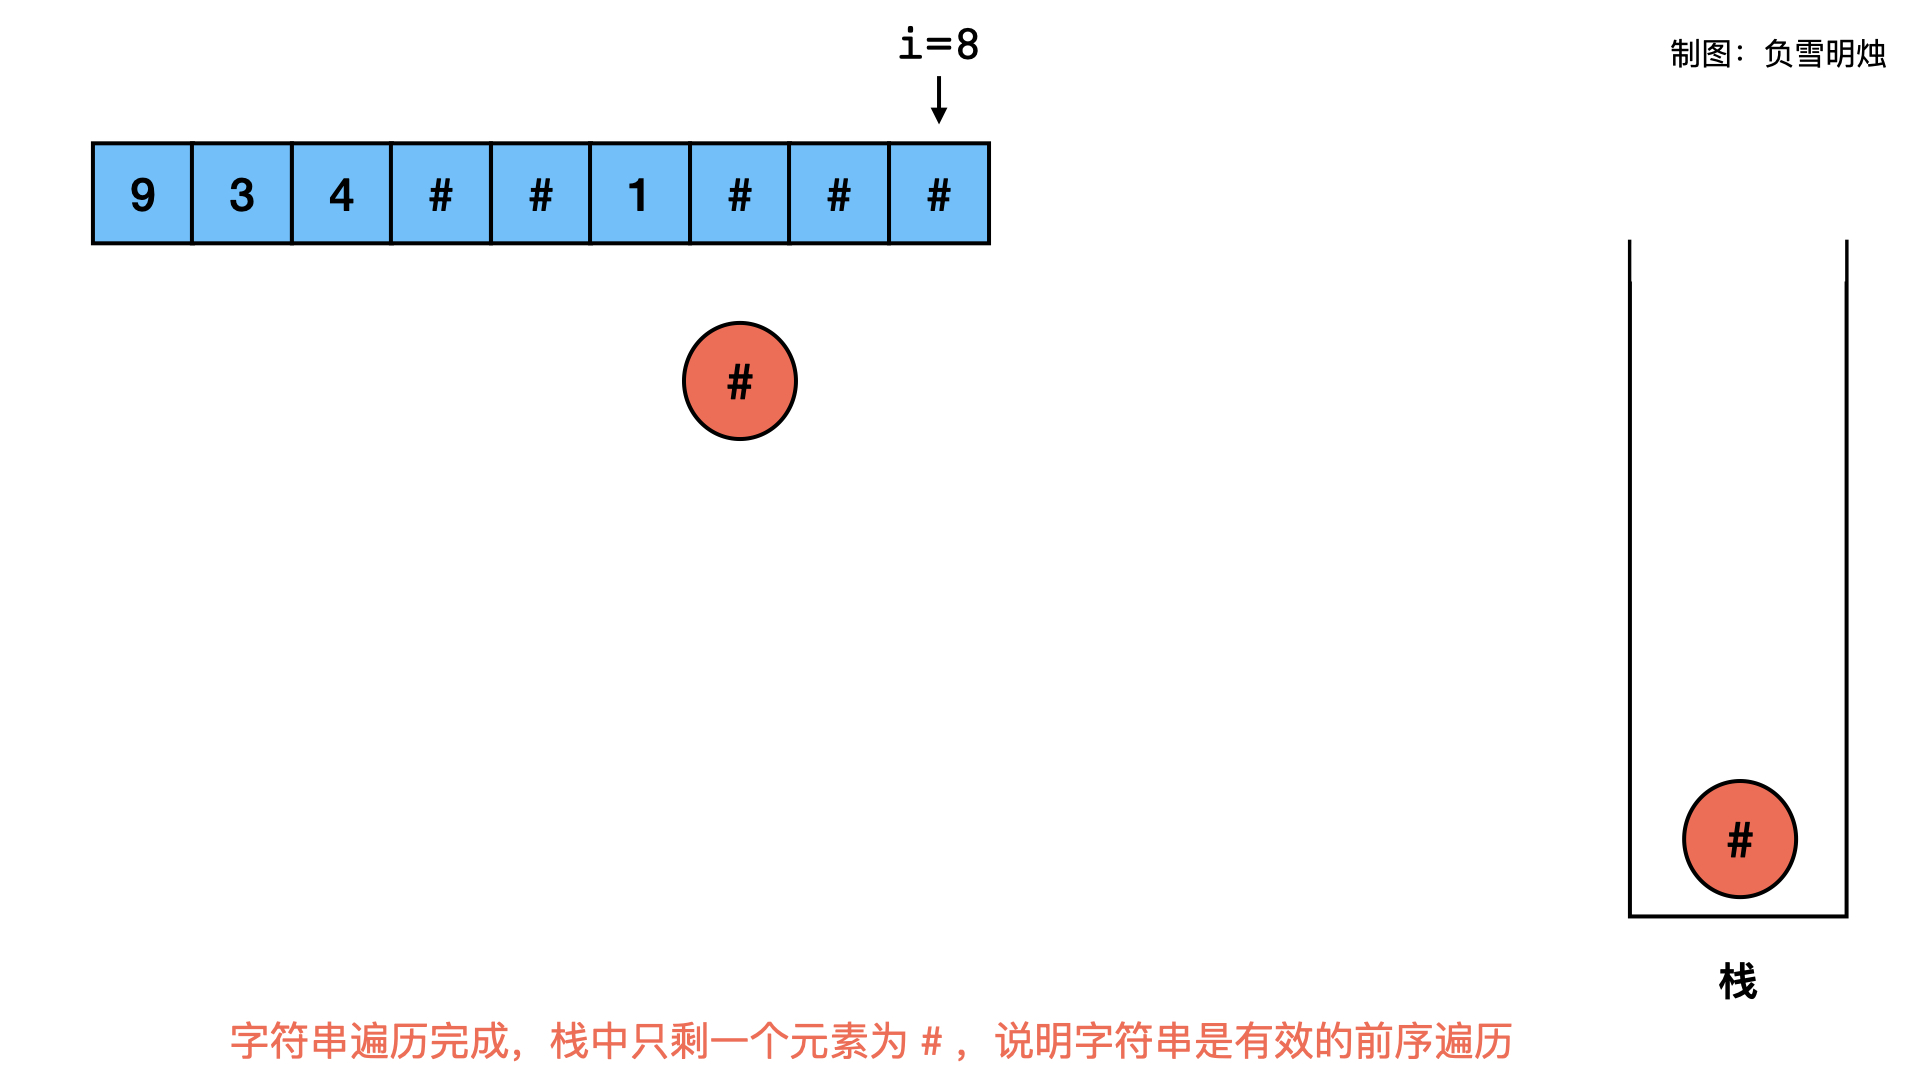 i=8
制图：负雪明烛
9 3 4 # # 1 # # #
#
#
栈
字符串遍历完成，栈中只剩一个元素为 # ，说明字符串是有效的前序遍历